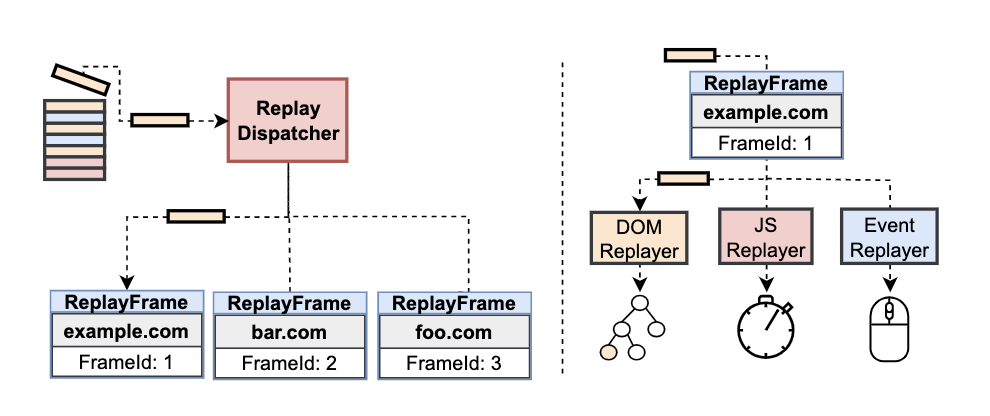 Replay
Dispatcher
ReplayFrame
example.com
FrameId: 1
ReplayFrame
bar.com
FrameId: 2
ReplayFrame
foo.com
FrameId: 3
ReplayFrame
example.com
FrameId: 1
DOM
Replayer
JS
Replayer
Event
Replayer